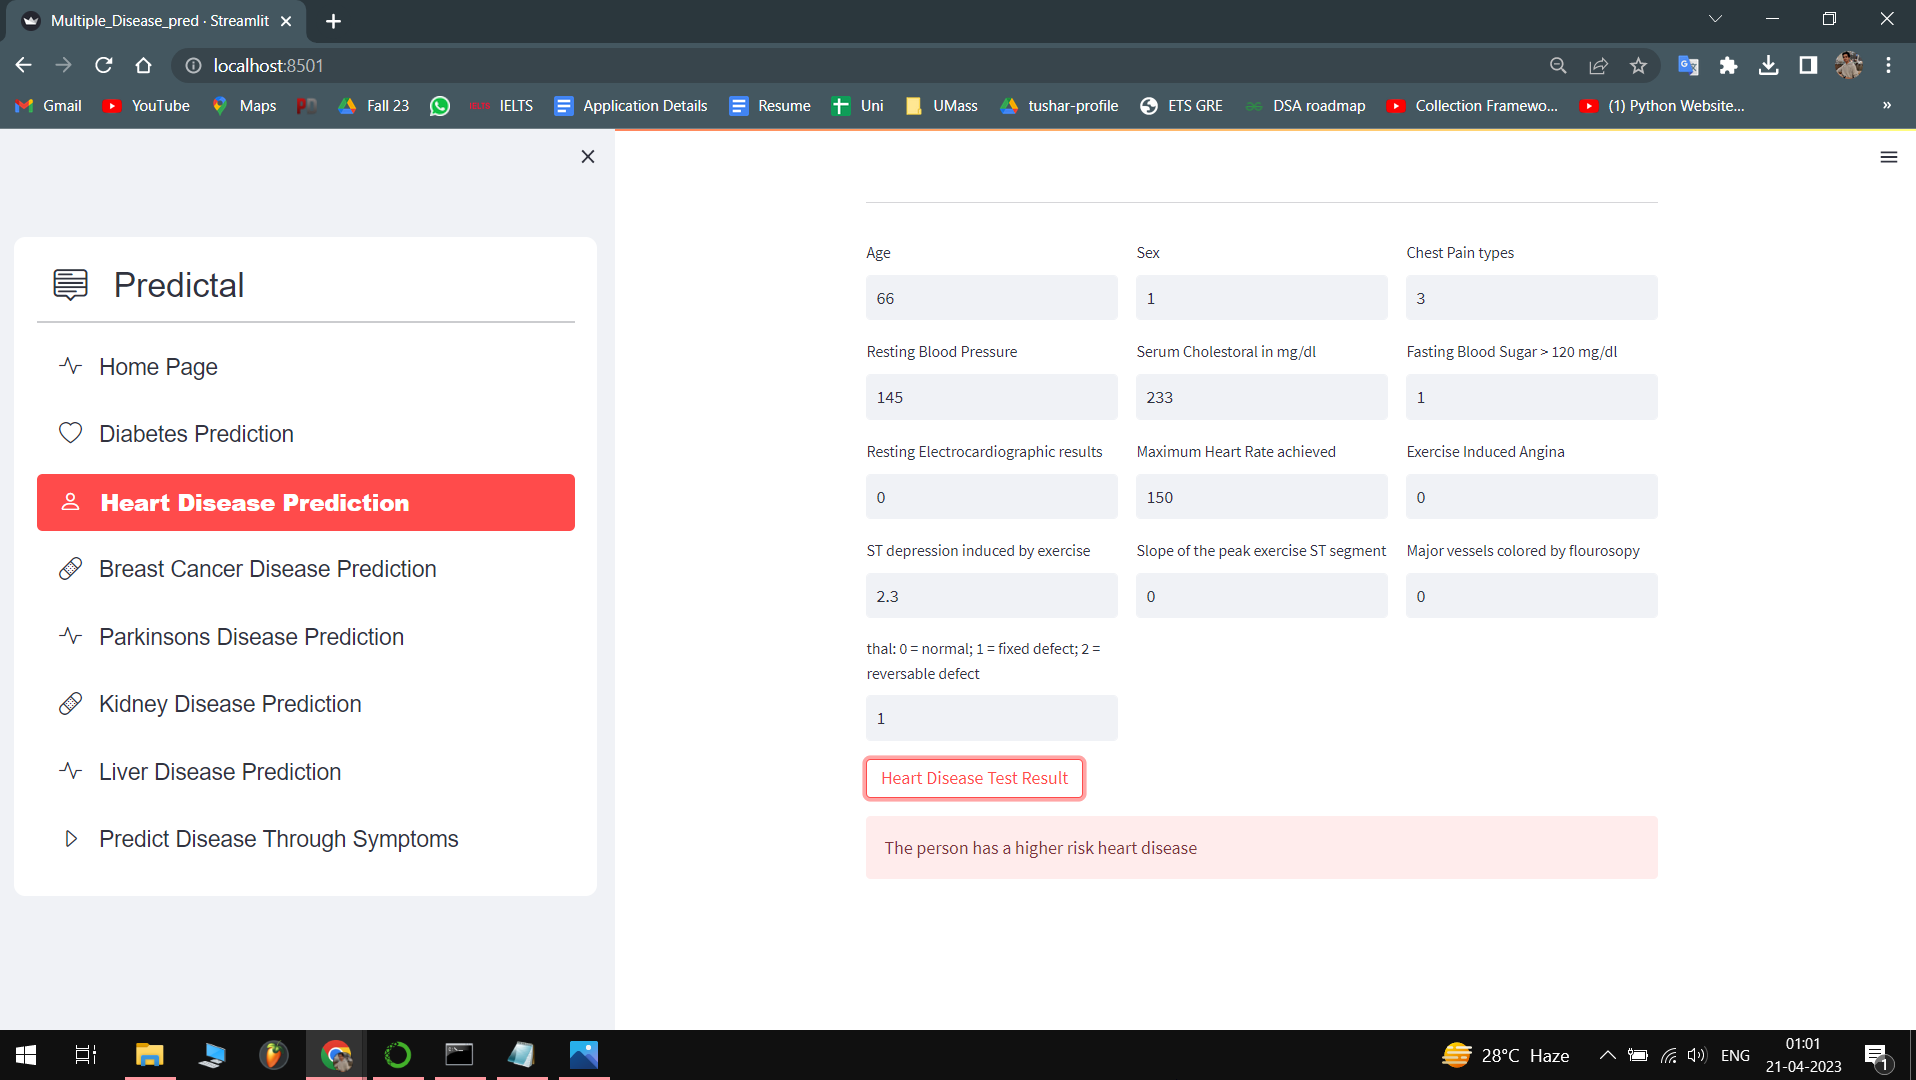 Multiple_Disease_pred · Streamlit
localhost:8501
Gmail YouTube Maps Fall 23 IELTS Application Details Resume Uni UMass tushar-profile ETS GRE DSA roadmap Collection Framewo... (1) Python Website... »
Predictal
Home Page
Diabetes Prediction
Heart Disease Prediction
Breast Cancer Disease Prediction
Parkinsons Disease Prediction
Kidney Disease Prediction
Liver Disease Prediction
Predict Disease Through Symptoms
Age Sex Chest Pain types
66 1 3
Resting Blood Pressure Serum Cholestoral in mg/dl Fasting Blood Sugar > 120 mg/dl
145 233 1
Resting Electrocardiographic results Maximum Heart Rate achieved Exercise Induced Angina
0 150 0
ST depression induced by exercise Slope of the peak exercise ST segment Major vessels colored by flourosopy
2.3 0 0
thal: 0 = normal; 1 = fixed defect; 2 =
reversable defect
1
Heart Disease Test Result
The person has a higher risk heart disease
28°C Haze ENG 01:01
21-04-2023
1